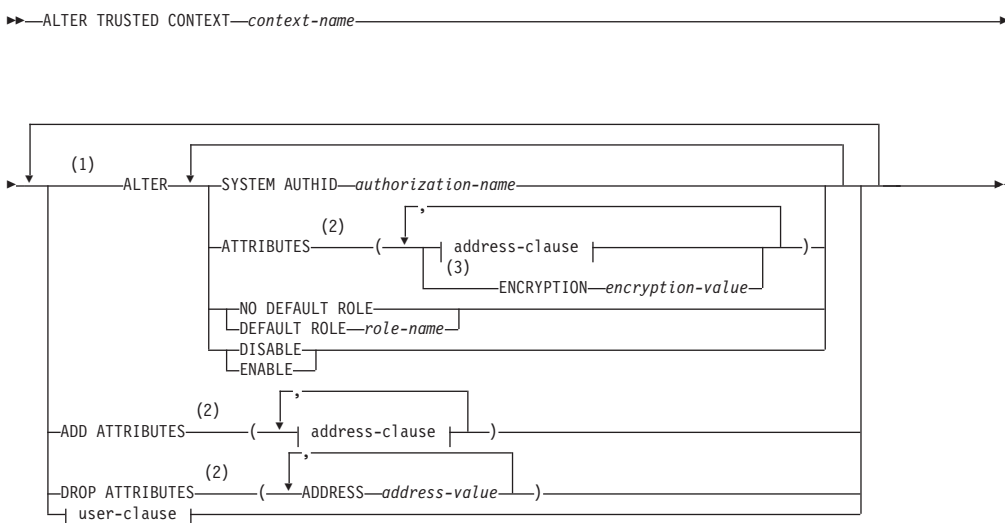 ALTER TRUSTED CONTEXT context-name
(1)
ALTER SYSTEM AUTHID authorization-name
,
(2)
ATTRIBUTES ( address-clause )
(3)
ENCRYPTION encryption-value
NO DEFAULT ROLE
DEFAULT ROLE role-name
DISABLE
ENABLE
,
(2)
ADD ATTRIBUTES ( address-clause )
,
(2)
DROP ATTRIBUTES ( ADDRESS address-value )
user-clause